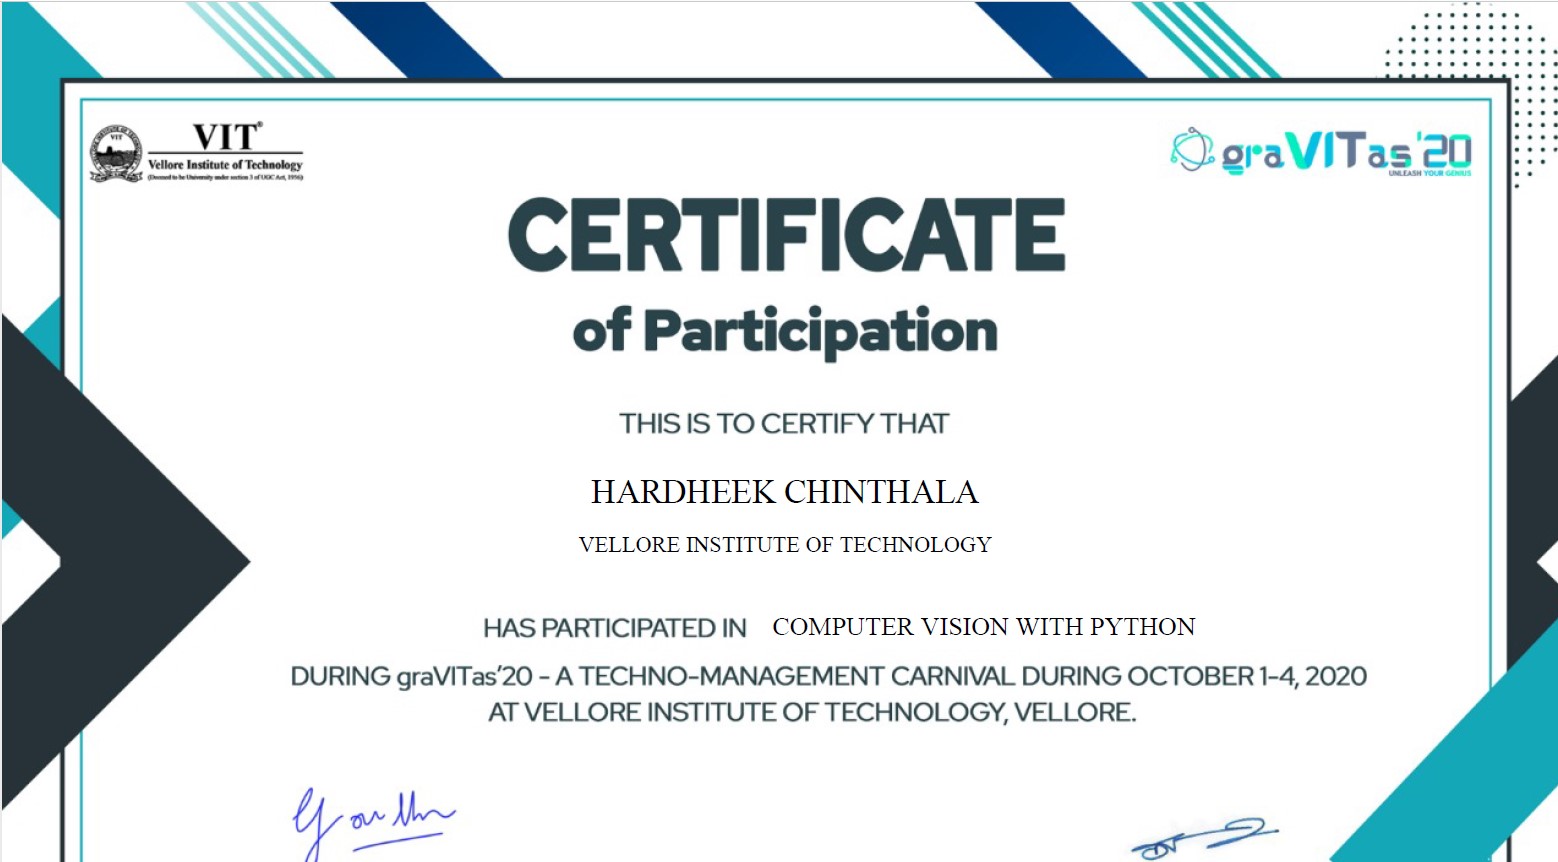 VIT®
Vellore Institute of Technology
(Deemed to be University under section 3 of UGC Act, 1956)
graVITas'20
UNLEASH YOUR GENIUS
CERTIFICATE
of Participation
THIS IS TO CERTIFY THAT
HARDHEEK CHINTHALA
VELLORE INSTITUTE OF TECHNOLOGY
HAS PARTICIPATED IN COMPUTER VISION WITH PYTHON
DURING graVITas'20 - A TECHNO-MANAGEMENT CARNIVAL DURING OCTOBER 1-4, 2020
AT VELLORE INSTITUTE OF TECHNOLOGY, VELLORE.